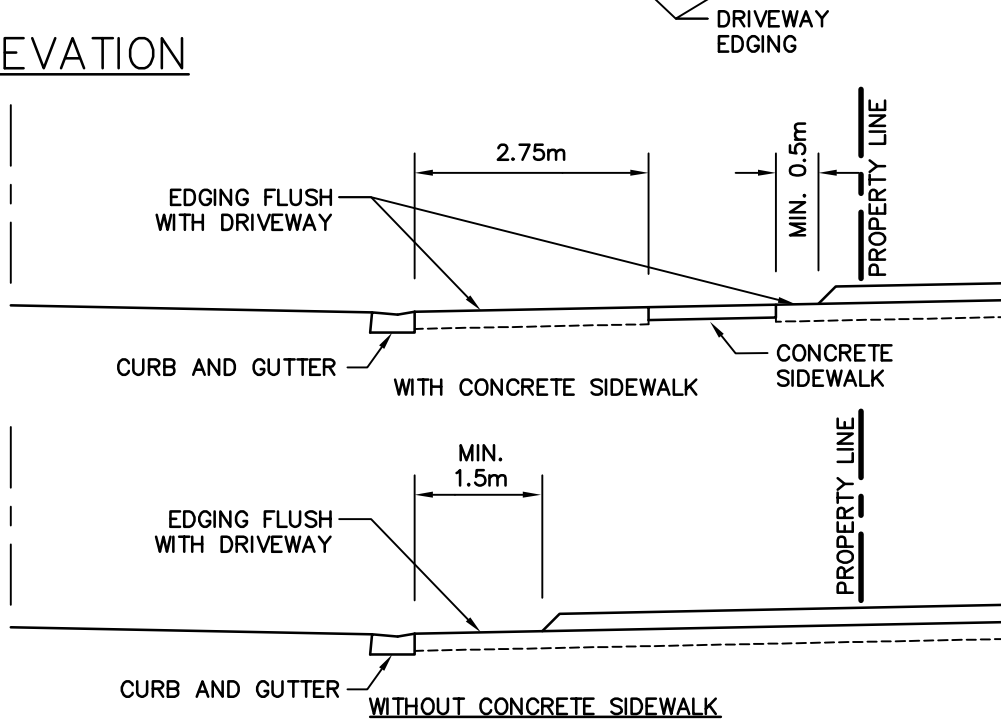 DRIVEWAY
EDGING
EVATION
2.75m
MIN. 0.5m
PROPERTY LINE
EDGING FLUSH
WITH DRIVEWAY
CURB AND GUTTER
WITH CONCRETE SIDEWALK
CONCRETE
SIDEWALK
MIN.
1.5m
PROPERTY LINE
EDGING FLUSH
WITH DRIVEWAY
CURB AND GUTTER
WITHOUT CONCRETE SIDEWALK